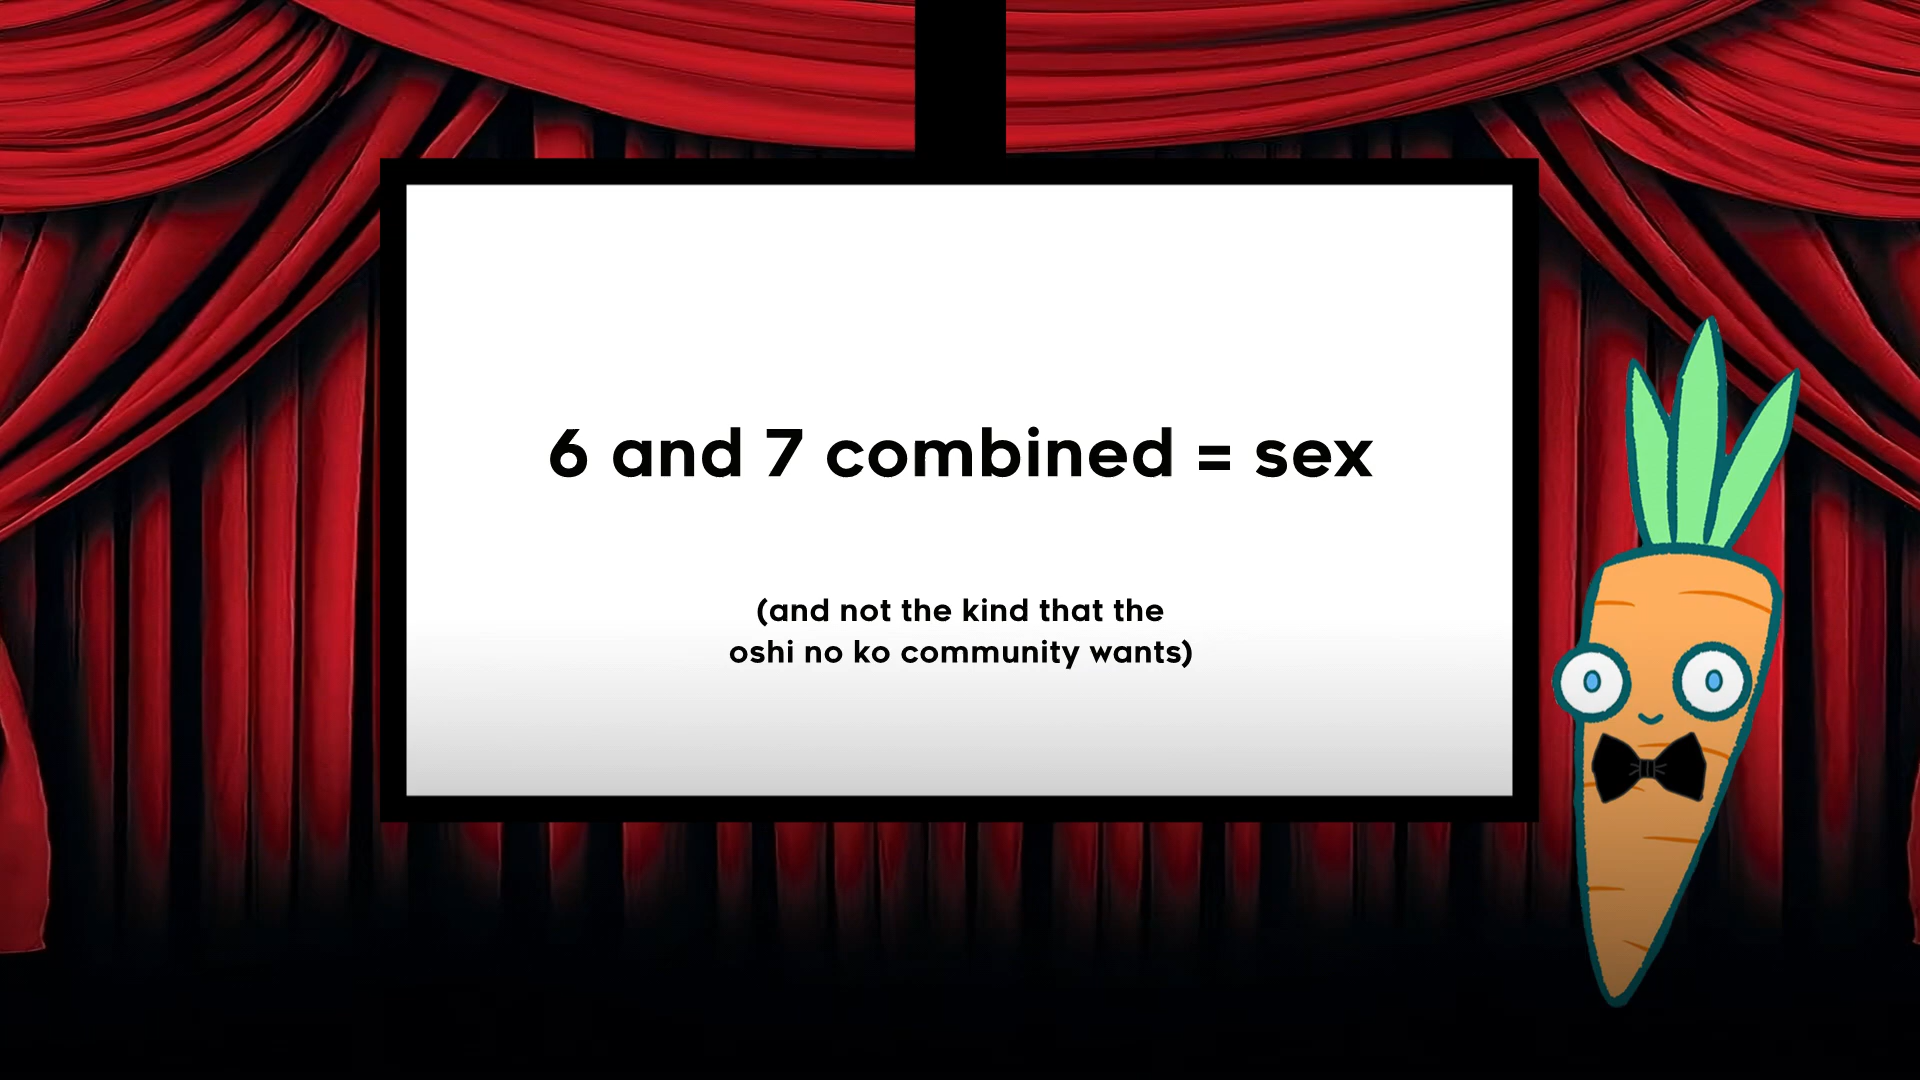 6 and 7 combined = sex
(and not the kind that the
oshi no ko community wants)